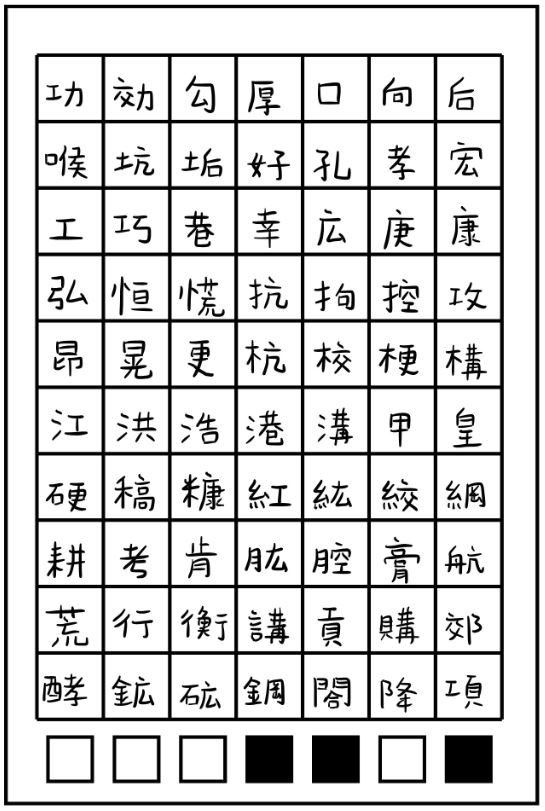 功効勾厚口向后
喉坑垢好孔孝宏
工巧巷幸広庚康
弘恒慌抗拘控攻
昂晃更杭校梗構
江洪浩港溝甲皇
硬稿糠紅紘絞綱
耕考肯肱腔膏航
荒行衡講貢購郊
酵鉱砿鋼閤降項